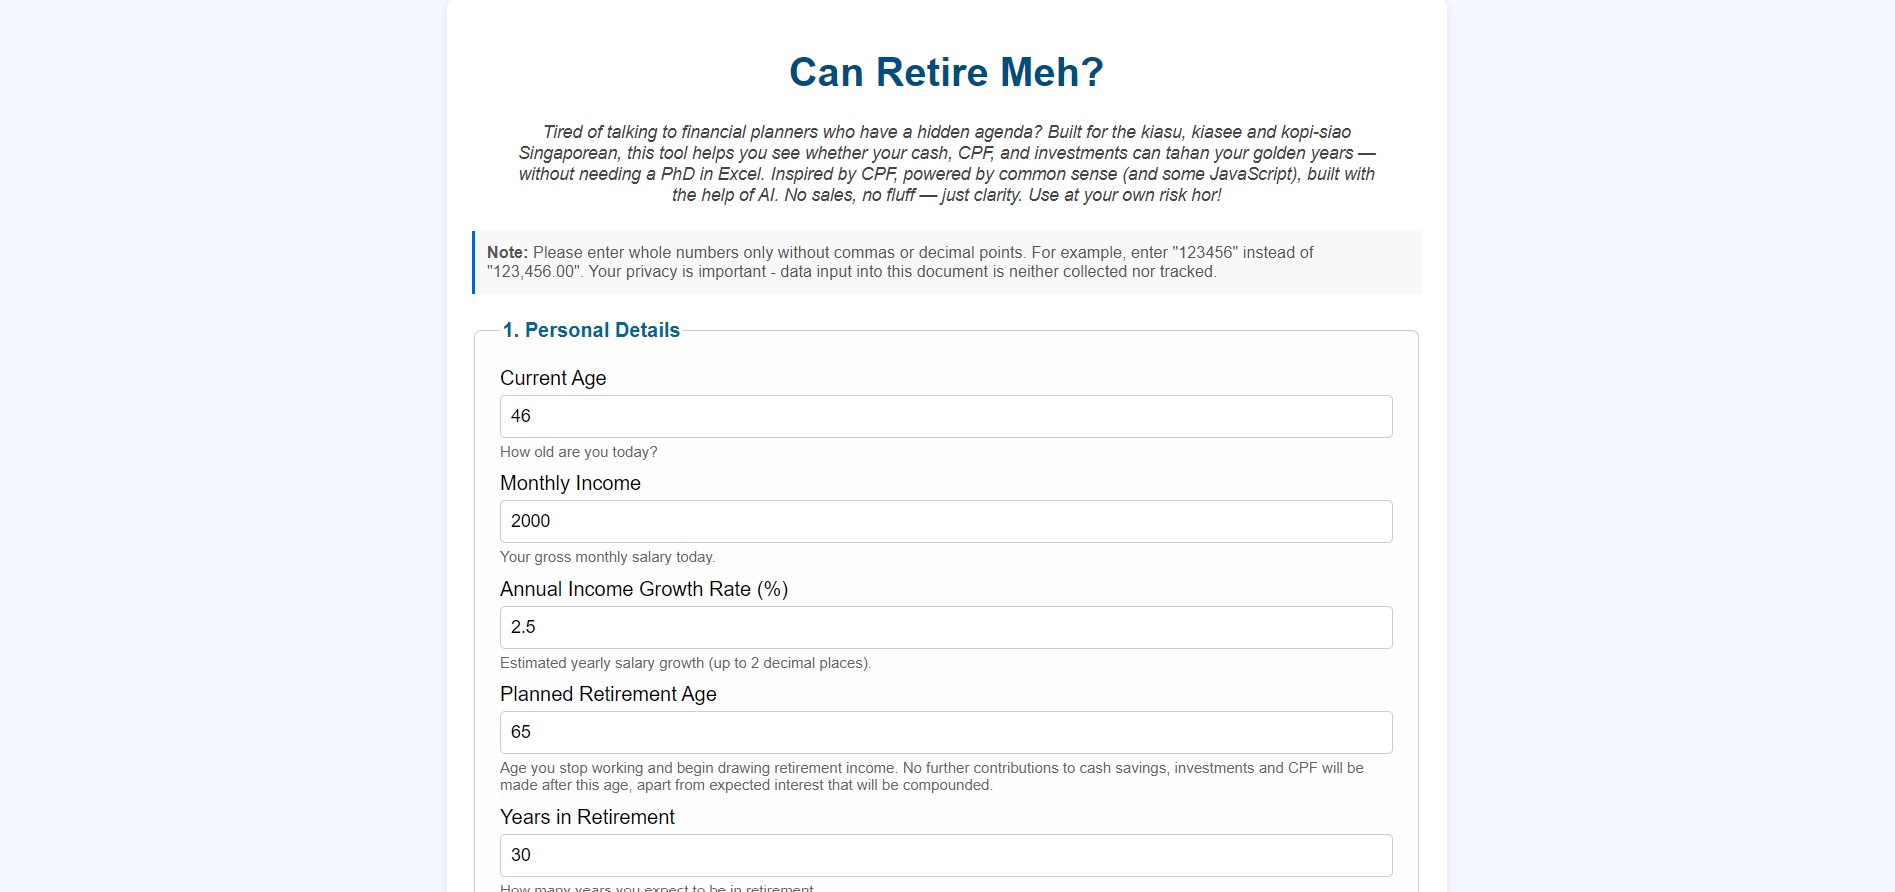 Can Retire Meh?
Tired of talking to financial planners who have a hidden agenda? Built for the kiasu, kiasee and kopi-siao
Singaporean, this tool helps you see whether your cash, CPF, and investments can tahan your golden years —
without needing a PhD in Excel. Inspired by CPF, powered by common sense (and some JavaScript), built with
the help of AI. No sales, no fluff — just clarity. Use at your own risk hor!
Note: Please enter whole numbers only without commas or decimal points. For example, enter "123456" instead of
"123,456.00". Your privacy is important - data input into this document is neither collected nor tracked.
1. Personal Details
Current Age
46
How old are you today?
Monthly Income
2000
Your gross monthly salary today.
Annual Income Growth Rate (%)
2.5
Estimated yearly salary growth (up to 2 decimal places).
Planned Retirement Age
65
Age you stop working and begin drawing retirement income. No further contributions to cash savings, investments and CPF will be
made after this age, apart from expected interest that will be compounded.
Years in Retirement
30
How many years you expect to be in retirement.